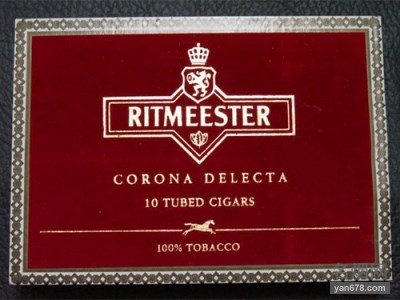 RITMEESTER
CORONA DELECTA
10 TUBED CIGARS
100% TOBACCO
yan678.com